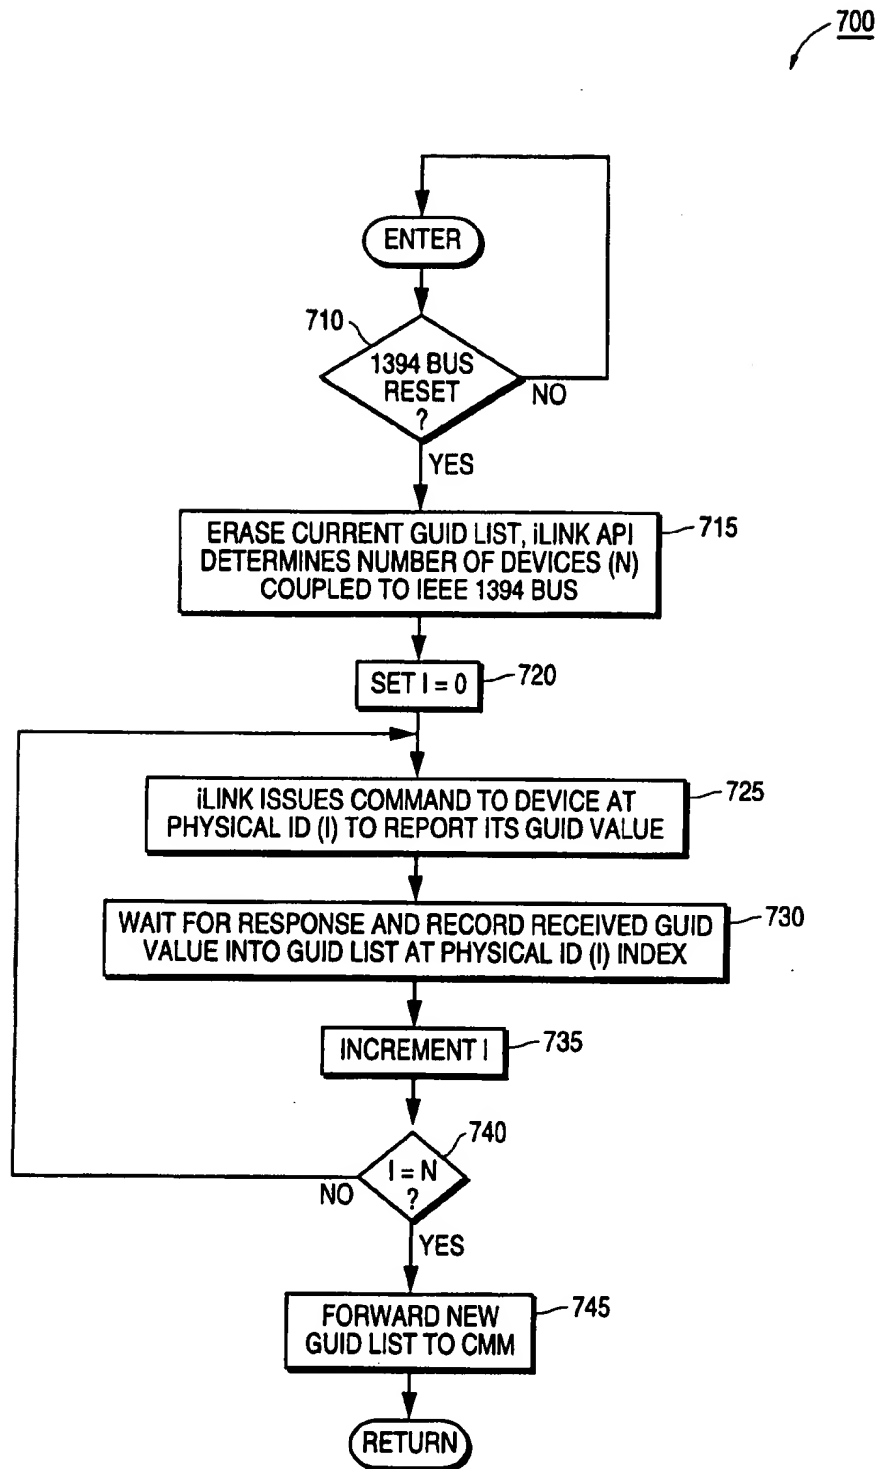 700
ENTER
710
1394 BUS
RESET
?
NO
YES
ERASE CURRENT GUID LIST, iLINK API
DETERMINES NUMBER OF DEVICES (N)
COUPLED TO IEEE 1394 BUS
715
SET I = 0
720
iLINK ISSUES COMMAND TO DEVICE AT
PHYSICAL ID (I) TO REPORT ITS GUID VALUE
725
WAIT FOR RESPONSE AND RECORD RECEIVED GUID
VALUE INTO GUID LIST AT PHYSICAL ID (I) INDEX
730
INCREMENT I
735
740
I = N
?
NO
YES
FORWARD NEW
GUID LIST TO CMM
745
RETURN